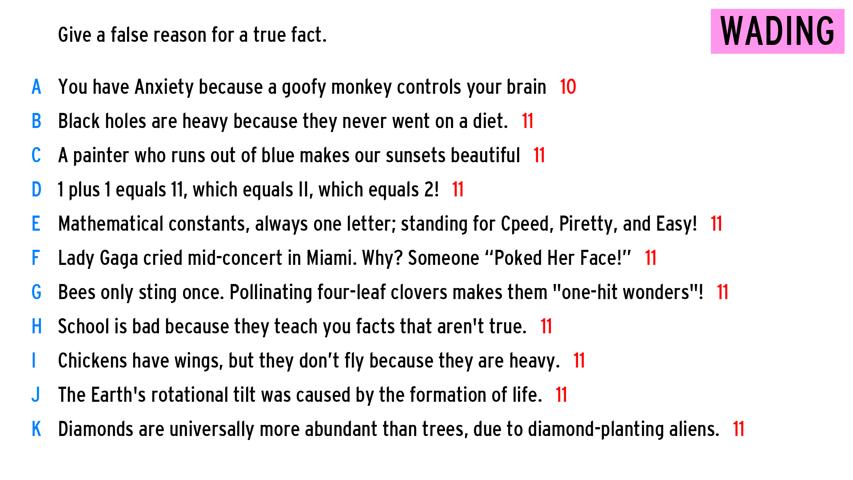 Give a false reason for a true fact.
WADING
A You have Anxiety because a goofy monkey controls your brain 10
B Black holes are heavy because they never went on a diet. 11
C A painter who runs out of blue makes our sunsets beautiful 11
D 1 plus 1 equals 11, which equals II, which equals 2! 11
E Mathematical constants, always one letter; standing for Cpeed, Piretty, and Easy! 11
F Lady Gaga cried mid-concert in Miami. Why? Someone “Poked Her Face!” 11
G Bees only sting once. Pollinating four-leaf clovers makes them "one-hit wonders"! 11
H School is bad because they teach you facts that aren't true. 11
I Chickens have wings, but they don’t fly because they are heavy. 11
J The Earth's rotational tilt was caused by the formation of life. 11
K Diamonds are universally more abundant than trees, due to diamond-planting aliens. 11